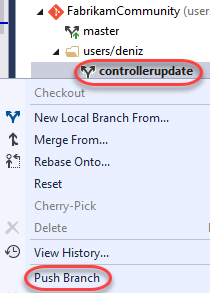 FabrikamCommunity
master
users/deniz
controllerupdate
Checkout
New Local Branch From...
Merge From...
Rebase Onto...
Reset
Cherry-Pick
Delete
View History...
Push Branch